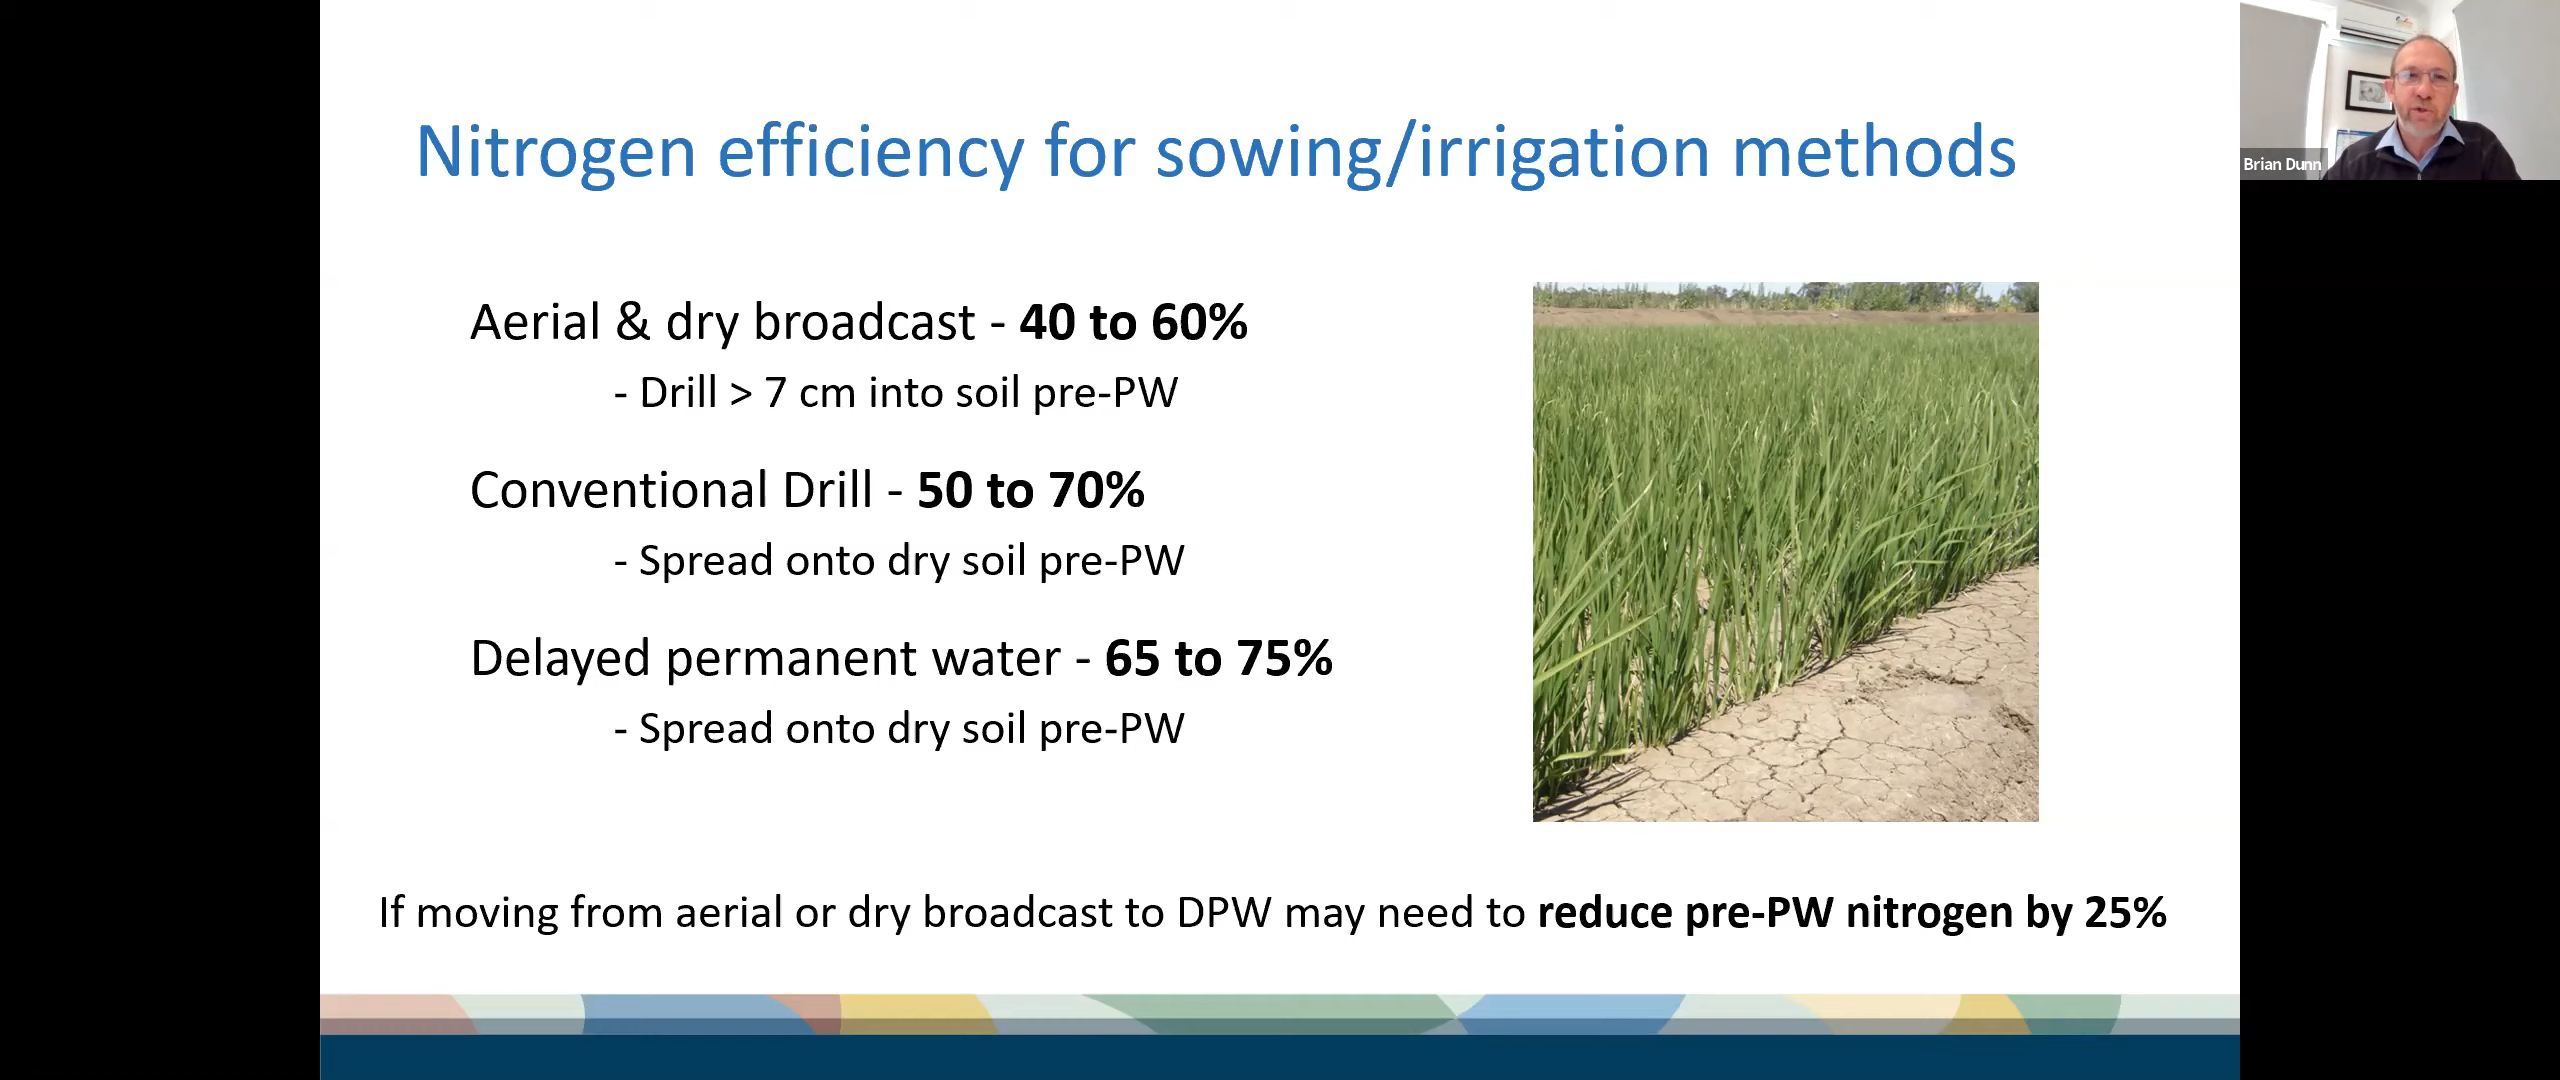 Nitrogen efficiency for sowing/irrigation methods
Brian Dunn
Aerial & dry broadcast - 40 to 60%
- Drill > 7 cm into soil pre-PW
Conventional Drill - 50 to 70%
- Spread onto dry soil pre-PW
Delayed permanent water - 65 to 75%
- Spread onto dry soil pre-PW
If moving from aerial or dry broadcast to DPW may need to reduce pre-PW nitrogen by 25%